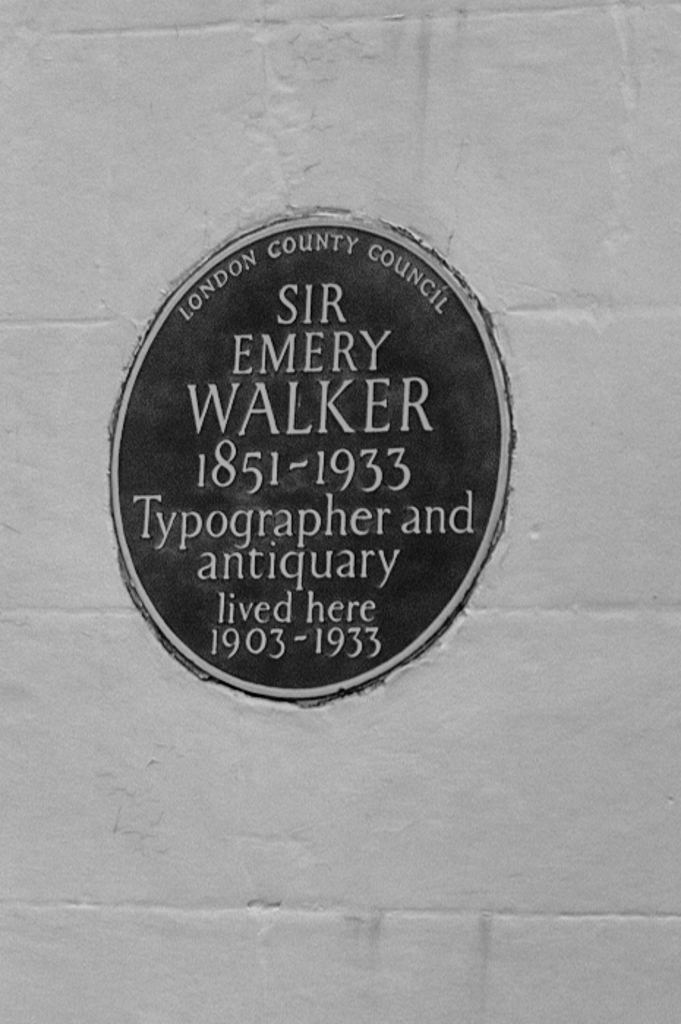 LONDON COUNTY COUNCIL
SIR
EMERY
WALKER
1851-1933
Typographer and
antiquary
lived here
1903-1933